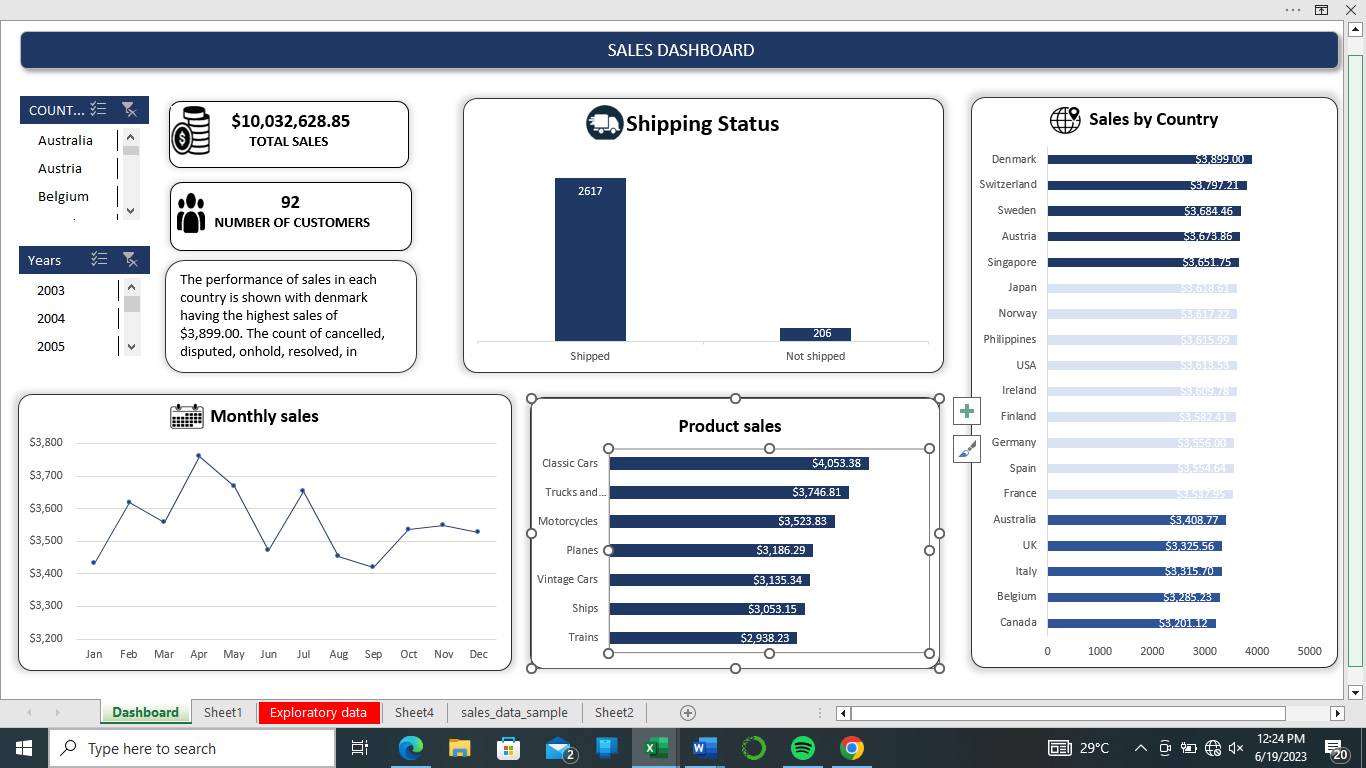 SALES DASHBOARD
COUNT...
Australia
Austria
Belgium
Years
2003
2004
2005
$10,032,628.85
TOTAL SALES
92
NUMBER OF CUSTOMERS
The performance of sales in each
country is shown with denmark
having the highest sales of
$3,899.00. The count of cancelled,
disputed, onhold, resolved, in
Shipping Status
2617
206
Shipped
Not shipped
Sales by Country
Denmark $3,899.00
Switzerland $3,797.21
Sweden $3,684.46
Austria $3,673.86
Singapore $3,651.75
Japan $3,618.61
Norway $3,617.22
Philippines $3,615.99
USA $3,613.53
Ireland $3,609.78
Finland $3,582.41
Germany $3,556.00
Spain $3,554.64
France $3,537.95
Australia $3,408.77
UK $3,325.56
Italy $3,315.70
Belgium $3,285.23
Canada $3,201.12
0 1000 2000 3000 4000 5000
Monthly sales
$3,800
$3,700
$3,600
$3,500
$3,400
$3,300
$3,200
Jan Feb Mar Apr May Jun Jul Aug Sep Oct Nov Dec
Product sales
Classic Cars $4,053.38
Trucks and... $3,746.81
Motorcycles $3,523.83
Planes $3,186.29
Vintage Cars $3,135.34
Ships $3,053.15
Trains $2,938.23
Dashboard Sheet1 Exploratory data Sheet4 sales_data_sample Sheet2
Type here to search
2
29°C
12:24 PM
6/19/2023
20